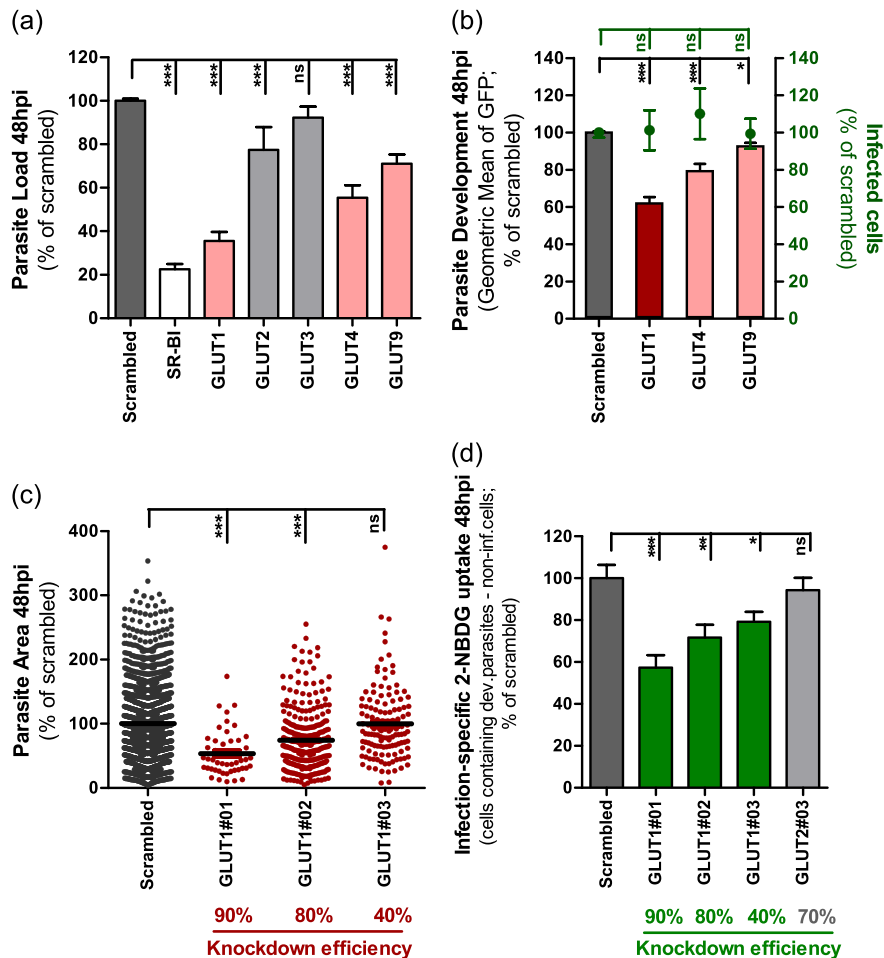 (a)
Parasite Load 48hpi
(% of scrambled)
120
100
80
60
40
20
0
***
***
***
ns
***
***
Scrambled
SR-BI
GLUT1
GLUT2
GLUT3
GLUT4
GLUT9
(b)
Parasite Development 48hpi
(Geometric Mean of GFP;
% of scrambled)
140
120
100
80
60
40
20
0
ns
ns
ns
***
***
*
140
120
100
80
60
40
20
0
Infected cells
(% of scrambled)
Scrambled
GLUT1
GLUT4
GLUT9
(c)
Parasite Area 48hpi
(% of scrambled)
400
300
200
100
0
***
***
ns
Scrambled
GLUT1#01
GLUT1#02
GLUT1#03
90% 80% 40%
Knockdown efficiency
(d)
Infection-specific 2-NBDG uptake 48hpi
(cells containing dev.parasites - non-inf.cells;
% of scrambled)
120
100
80
60
40
20
0
***
**
*
ns
Scrambled
GLUT1#01
GLUT1#02
GLUT1#03
GLUT2#03
90% 80% 40% 70%
Knockdown efficiency